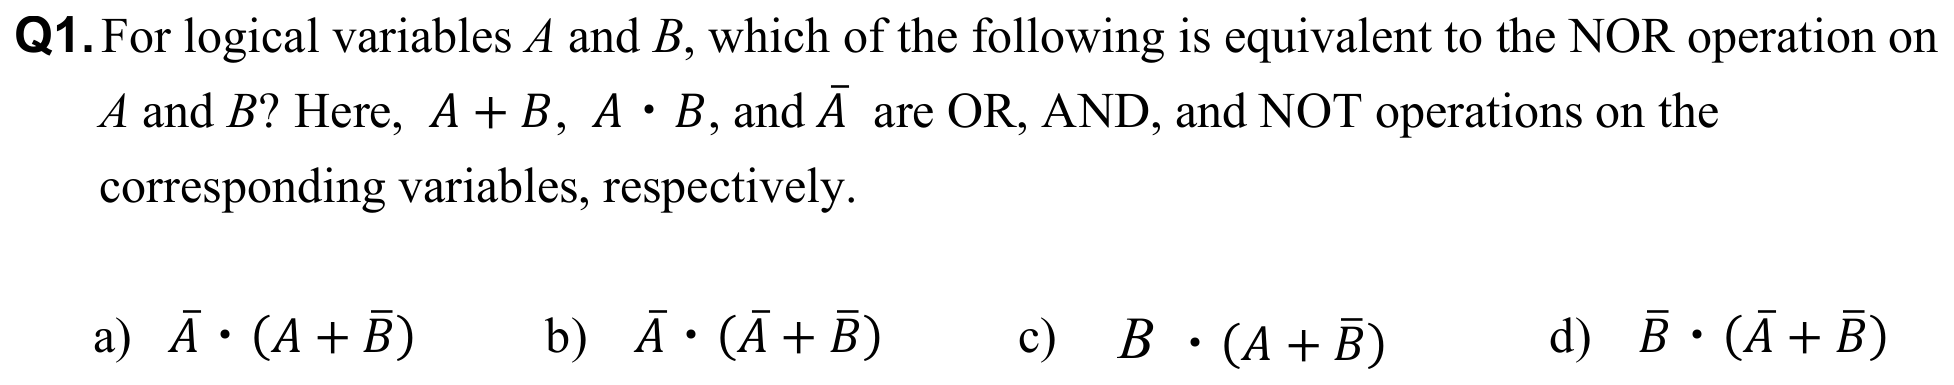 Q1. For logical variables A and B, which of the following is equivalent to the NOR operation on
A and B? Here, A + B, A · B, and Ā are OR, AND, and NOT operations on the
corresponding variables, respectively.
a) Ā · (A + B̄) b) Ā · (Ā + B̄) c) B · (A + B̄) d) B̄ · (Ā + B̄)